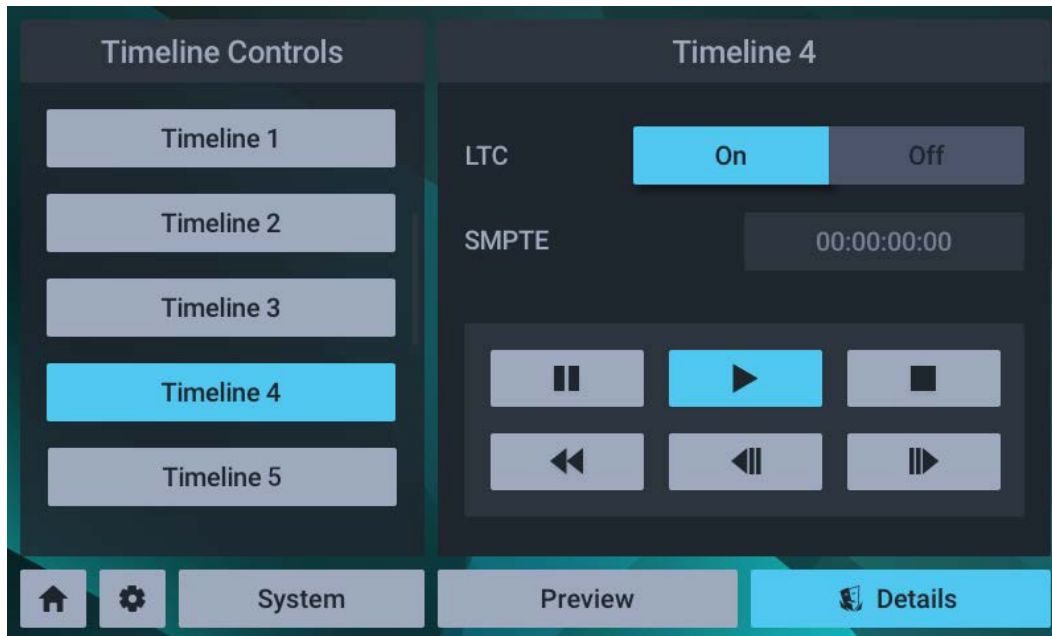 Timeline Controls
Timeline 1
Timeline 2
Timeline 3
Timeline 4
Timeline 5
Timeline 4
LTC
On
Off
SMPTE
00:00:00:00
System
Preview
Details